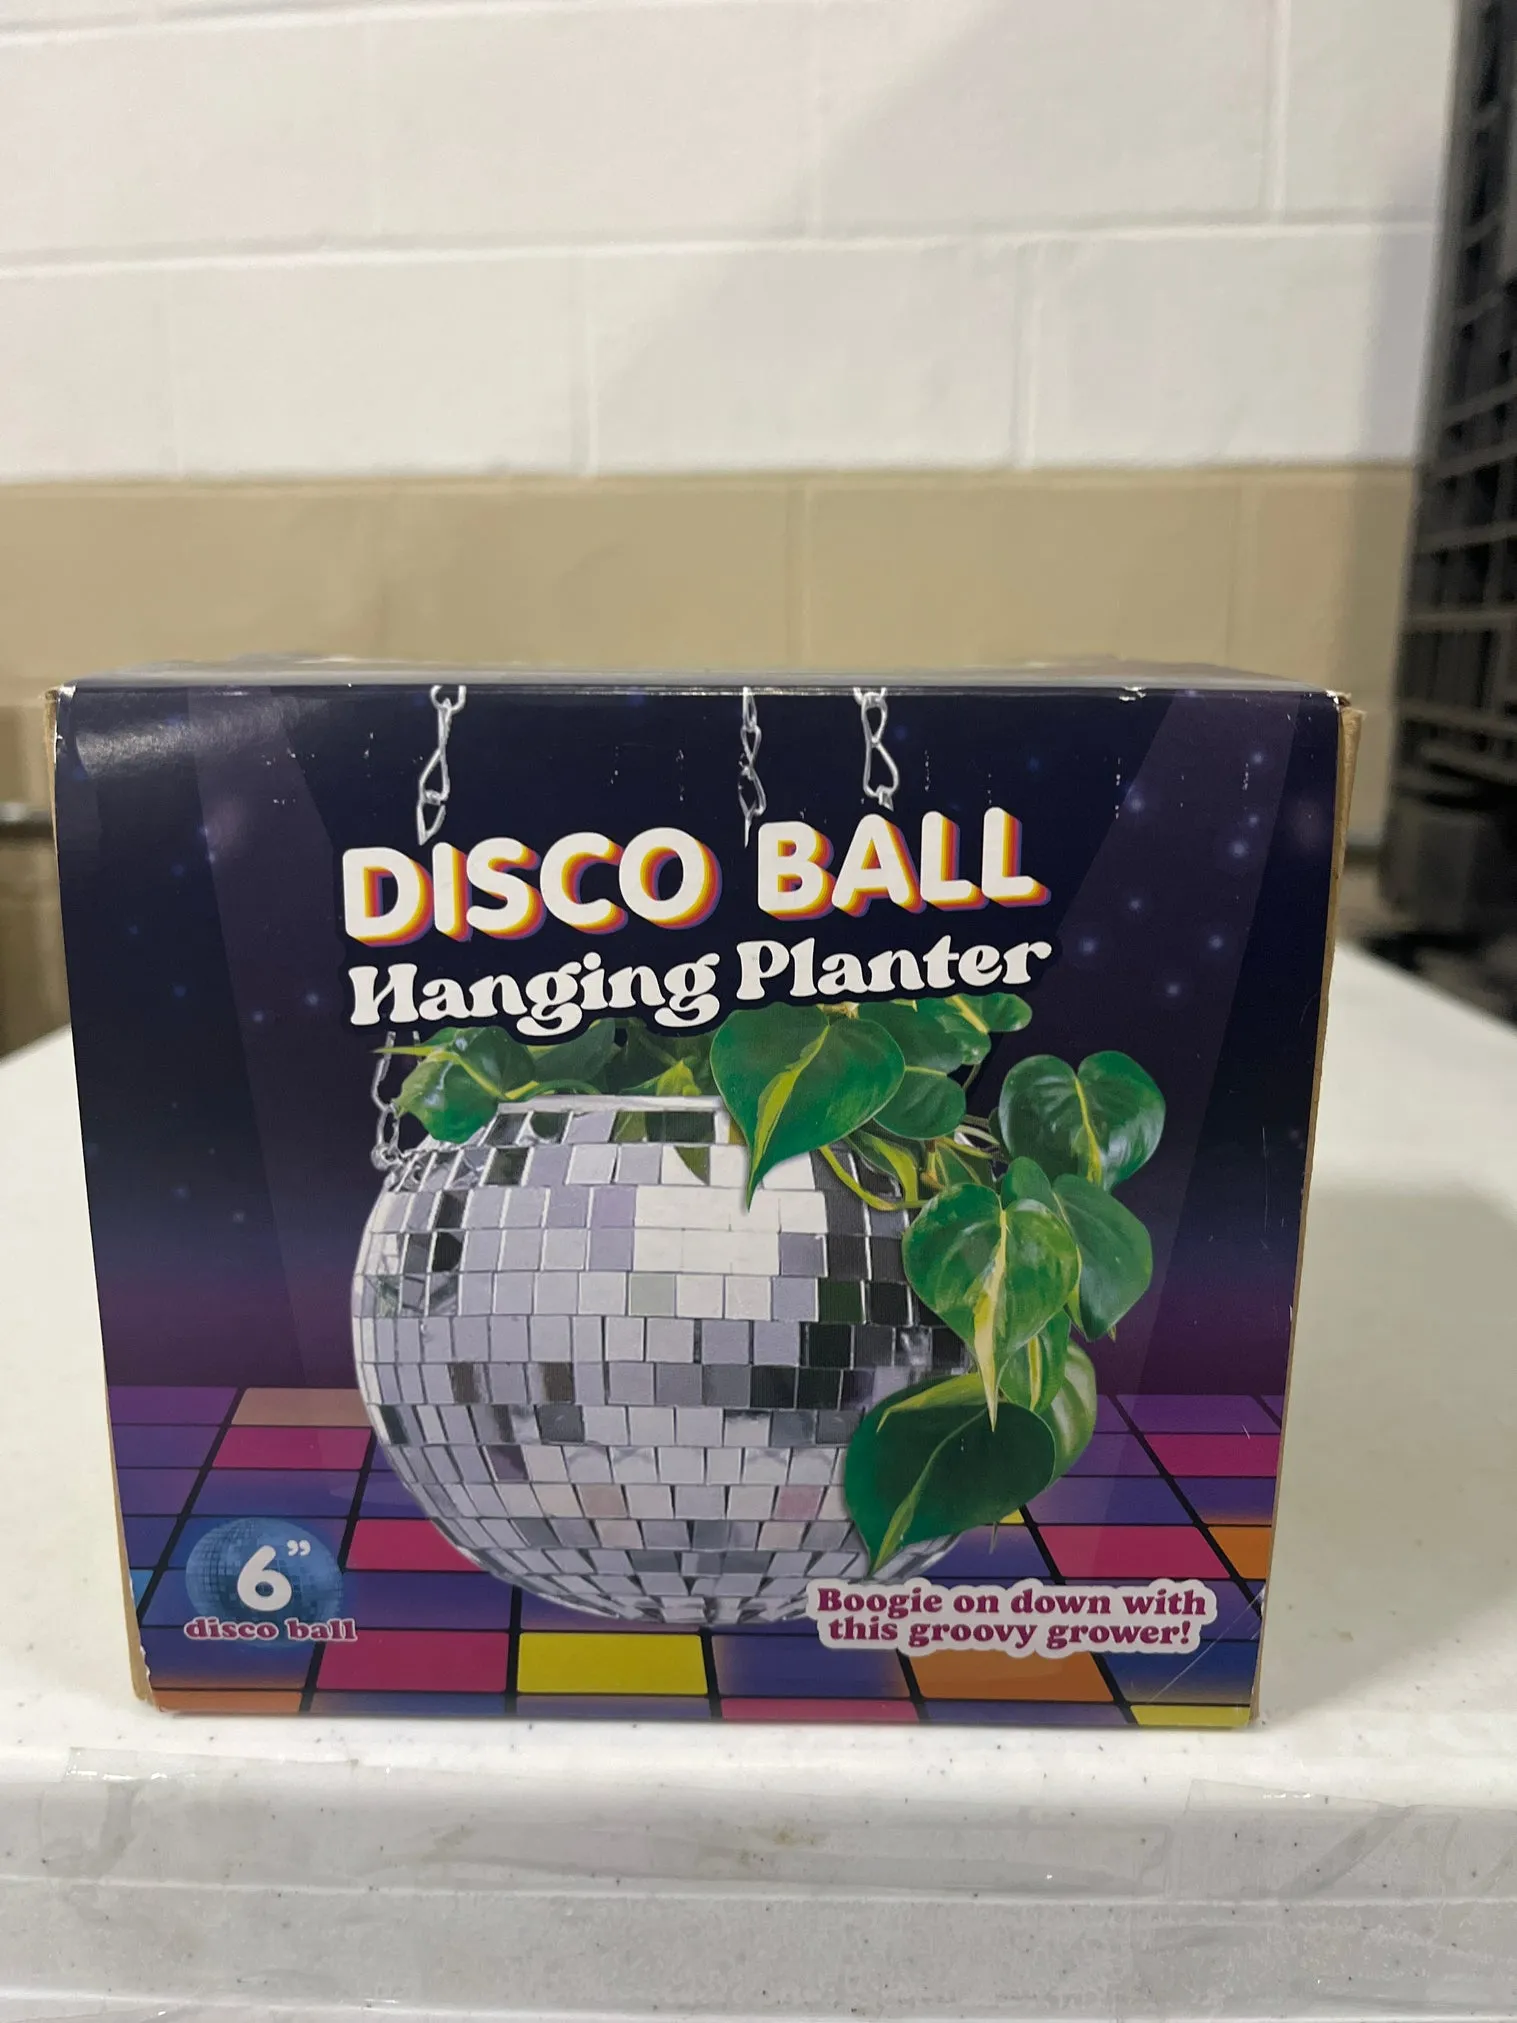 DISCO BALL
Hanging Planter
6”
disco ball
Boogie on down with
this groovy grower!